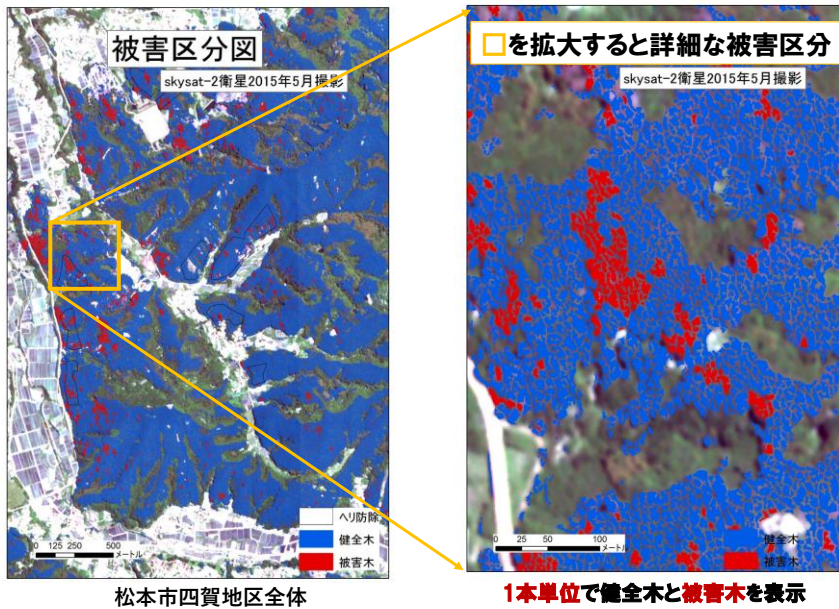 被害区分図
skysat-2衛星2015年5月撮影
ヘリ防除
健全木
被害木
0 125 250 500
メートル
松本市四賀地区全体
□を拡大すると詳細な被害区分
skysat-2衛星2015年5月撮影
健全木
被害木
0 25 50 100
メートル
1本単位で健全木と被害木を表示